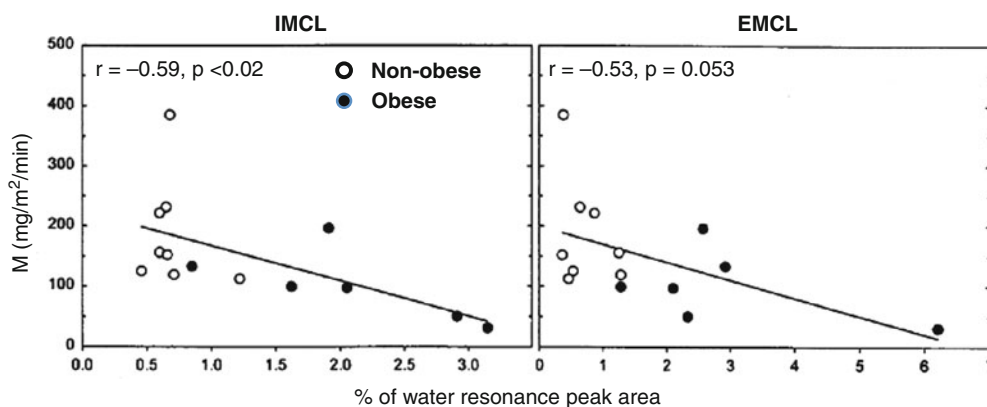 IMCL
EMCL
r = –0.59, p <0.02
Non-obese
Obese
r = –0.53, p = 0.053
M (mg/m²/min)
500
400
300
200
100
0
0.0 0.5 1.0 1.5 2.0 2.5 3.0
0 1 2 3 4 5 6
% of water resonance peak area